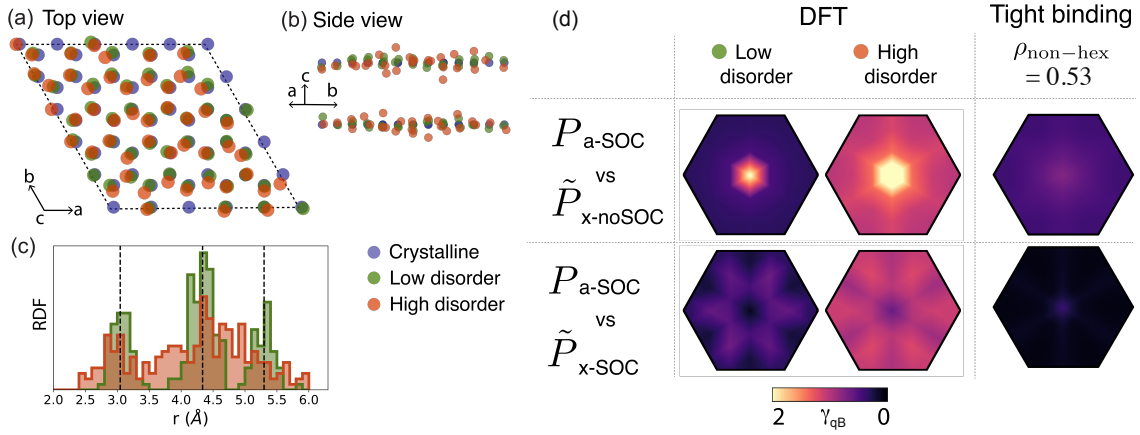 (a) Top view
(b) Side view
c
a b
b
c a
(c)
RDF
2.0 2.5 3.0 3.5 4.0 4.5 5.0 5.5 6.0
r (Å)
Crystalline
Low disorder
High disorder
(d)
DFT
Tight binding
Low disorder
High disorder
ρnon−hex
= 0.53
Pa-SOC
vs
P̃x-noSOC
Pa-SOC
vs
P̃x-SOC
2 γqB 0